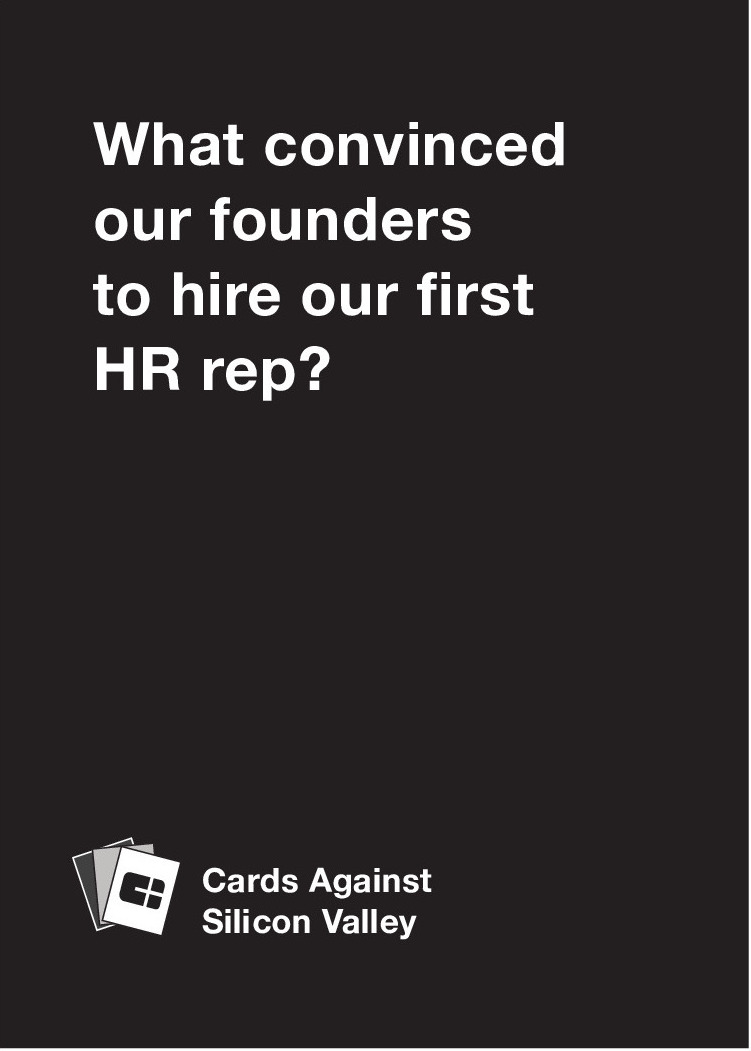 What convinced
our founders
to hire our first
HR rep?
Cards Against
Silicon Valley